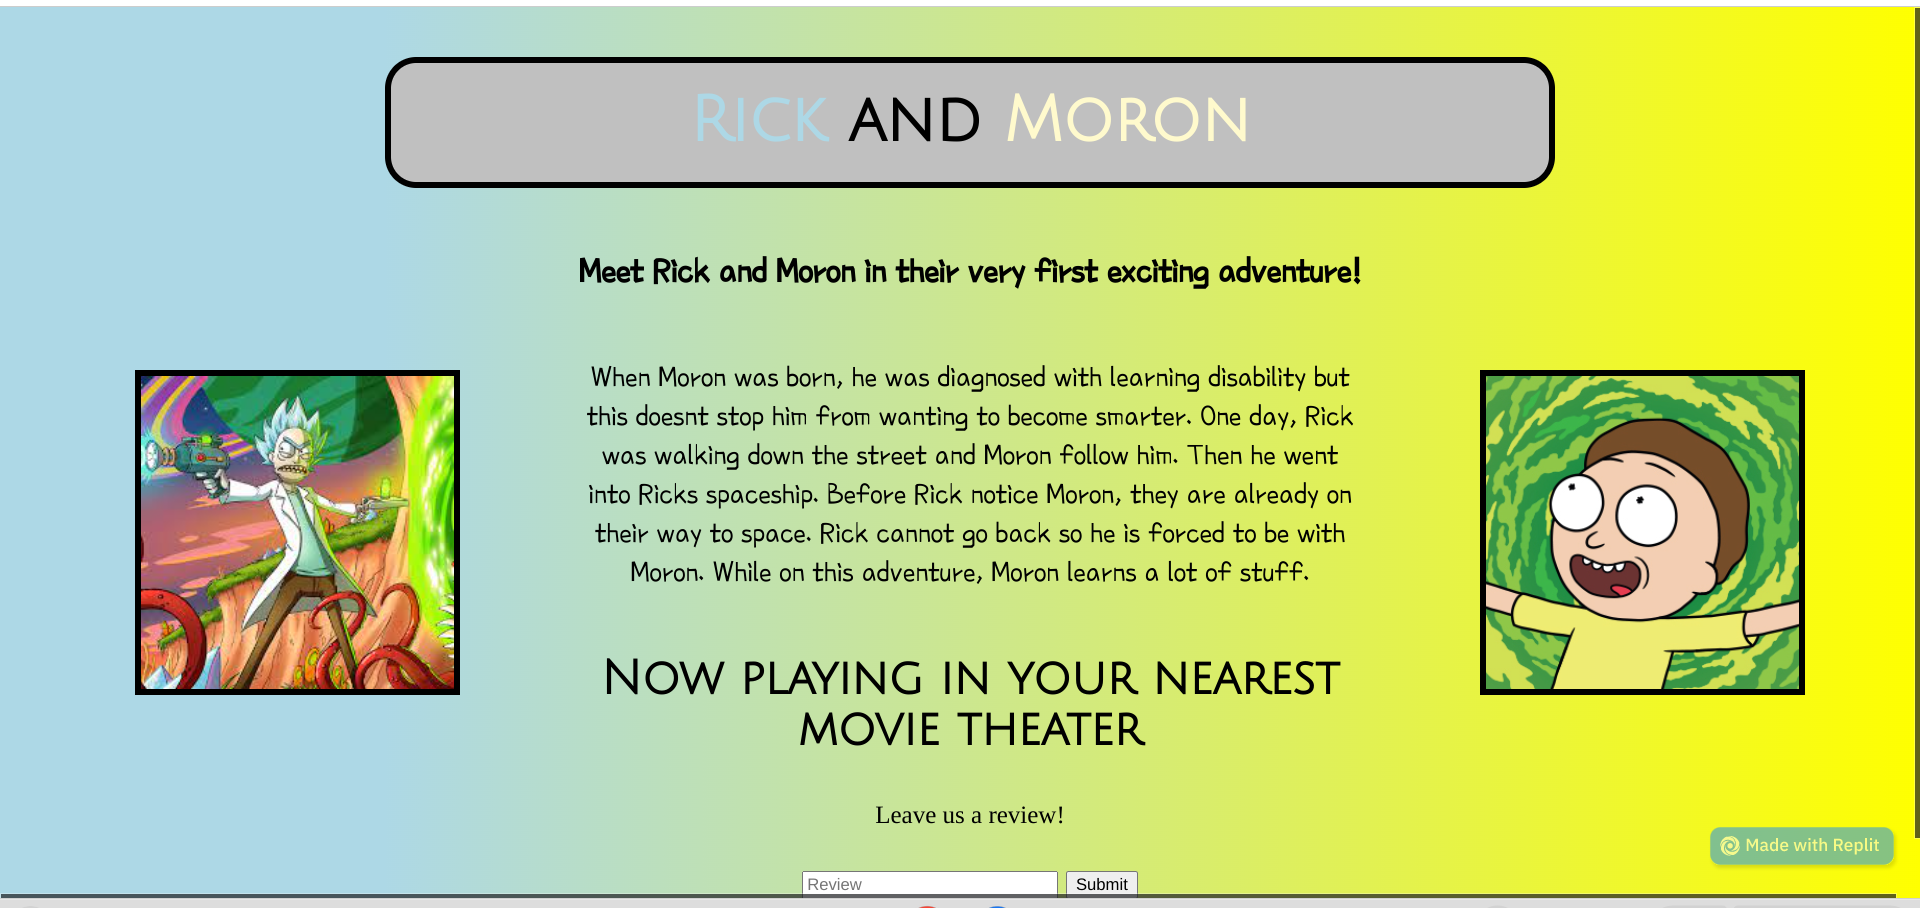 Rick and Moron
Meet Rick and Moron in their very first exciting adventure!
When Moron was born, he was diagnosed with learning disability but
this doesnt stop him from wanting to become smarter. One day, Rick
was walking down the street and Moron follow him. Then he went
into Ricks spaceship. Before Rick notice Moron, they are already on
their way to space. Rick cannot go back so he is forced to be with
Moron. While on this adventure, Moron learns a lot of stuff.
Now playing in your nearest
movie theater
Leave us a review!
Review Submit
Made with Replit